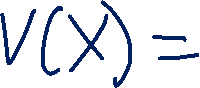 V(X) =